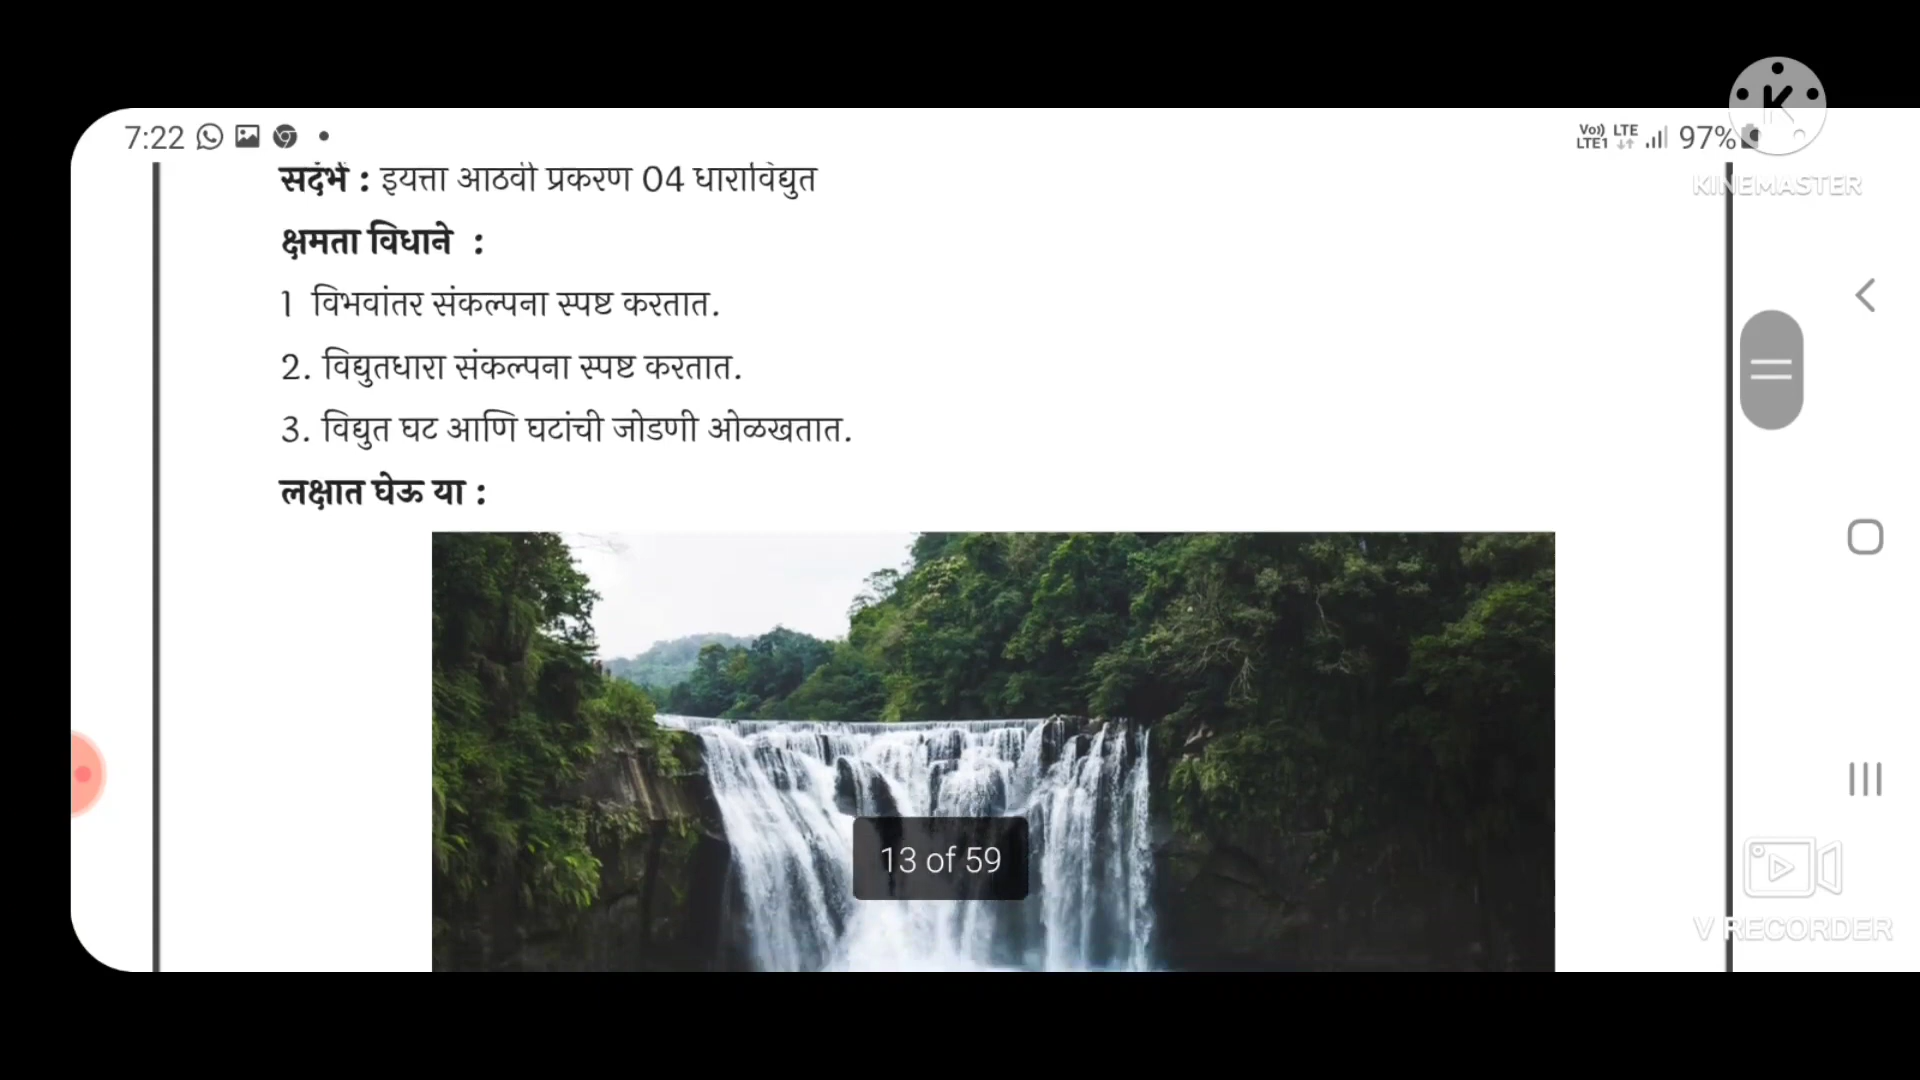 7:22 Vo)) LTE LTE1 97%
KINEMASTER
संदर्भ : इयत्ता आठवी प्रकरण 04 धाराविद्युत
क्षमता विधाने :
1 विभवांतर संकल्पना स्पष्ट करतात.
2. विद्युतधारा संकल्पना स्पष्ट करतात.
3. विद्युत घट आणि घटांची जोडणी ओळखतात.
लक्षात घेऊ या :
13 of 59
V RECORDER